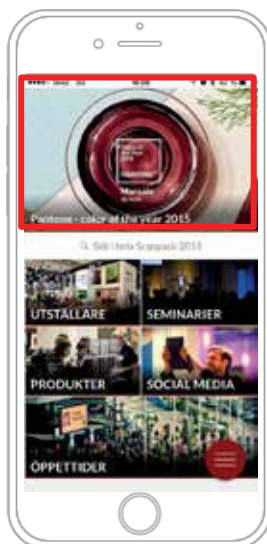 Pantone - color of the year 2015
Sök i hela Scanpack 2015
UTSTÄLLARE
SEMINARIER
PRODUKTER
SOCIAL MEDIA
ÖPPETTIDER